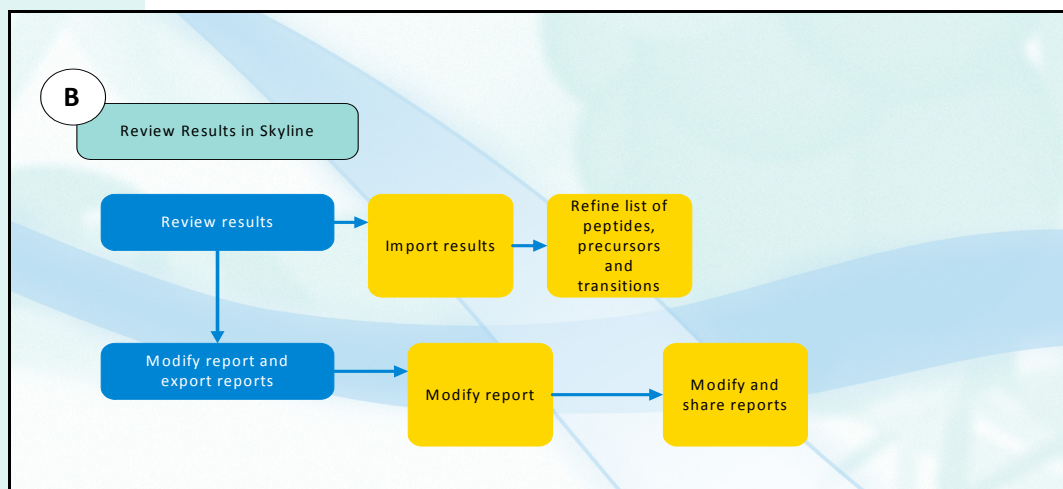 B
Review Results in Skyline
Review results
Import results
Refine list of
peptides,
precursors
and
transitions
Modify report and
export reports
Modify report
Modify and
share reports